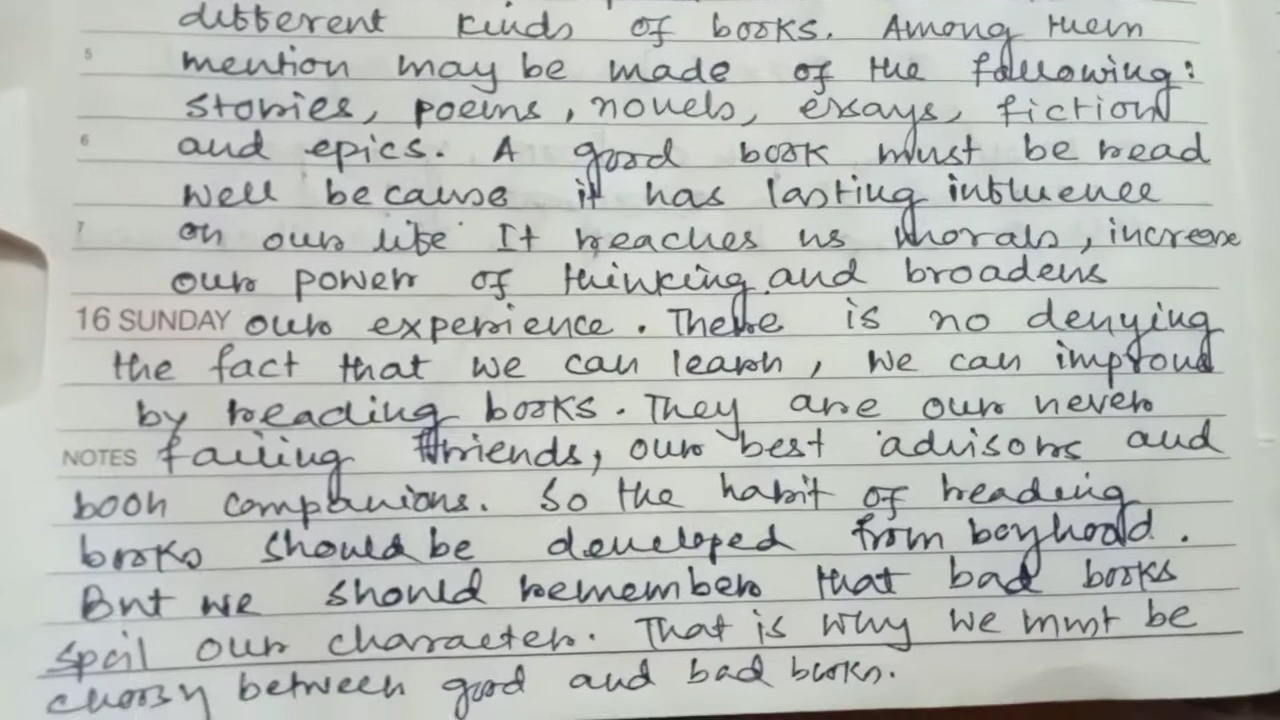 different kinds of books. Among them
5 mention may be made of the following:
stories, poems, novels, essays, fiction
6 and epics. A good book must be read
well because it has lasting influence
7 on our life It teaches us morals, increase
our power of thinking and broadens
16 SUNDAY our experience. There is no denying
the fact that we can learn, we can improve
by reading books. They are our never
NOTES failing friends, our best advisors and
boon companions. So the habit of reading
books should be developed from boyhood.
But we should remember that bad books
spoil our character. That is why we must be
choosy between good and bad books.